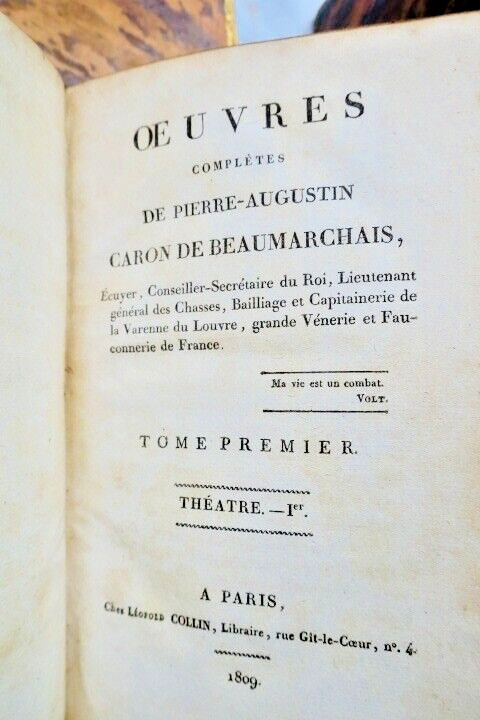 ŒUVRES
COMPLÈTES
DE PIERRE-AUGUSTIN
CARON DE BEAUMARCHAIS,
Écuyer, Conseiller-Secrétaire du Roi, Lieutenant
général des Chasses, Bailliage et Capitainerie de
la Varenne du Louvre, grande Vénerie et Fau-
connerie de France.
Ma vie est un combat.
VOLT.
TOME PREMIER.
THÉATRE. — Ier.
A PARIS,
Chez LÉOPOLD COLLIN, Libraire, rue Gît-le-Cœur, n°. 4.
1809.